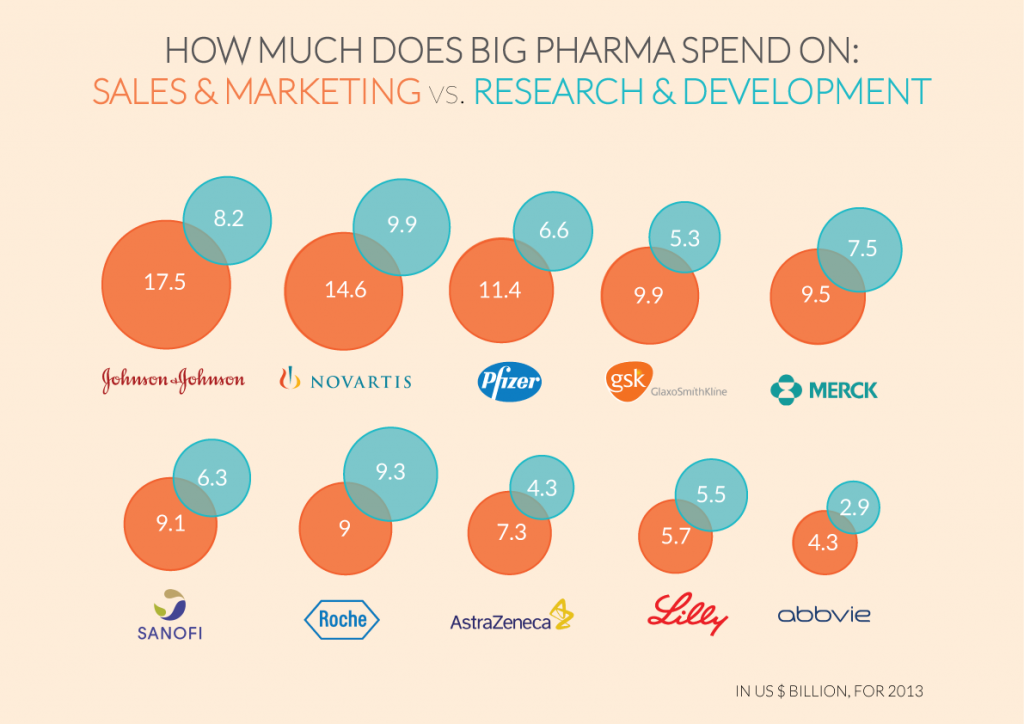 HOW MUCH DOES BIG PHARMA SPEND ON:
SALES & MARKETING vs. RESEARCH & DEVELOPMENT
8.2
17.5
Johnson & Johnson
9.9
14.6
NOVARTIS
6.6
11.4
Pfizer
5.3
9.9
gsk
GlaxoSmithKline
7.5
9.5
MERCK
6.3
9.1
SANOFI
9.3
9
Roche
4.3
7.3
AstraZeneca
5.5
5.7
Lilly
2.9
4.3
abbvie
IN US $ BILLION, FOR 2013